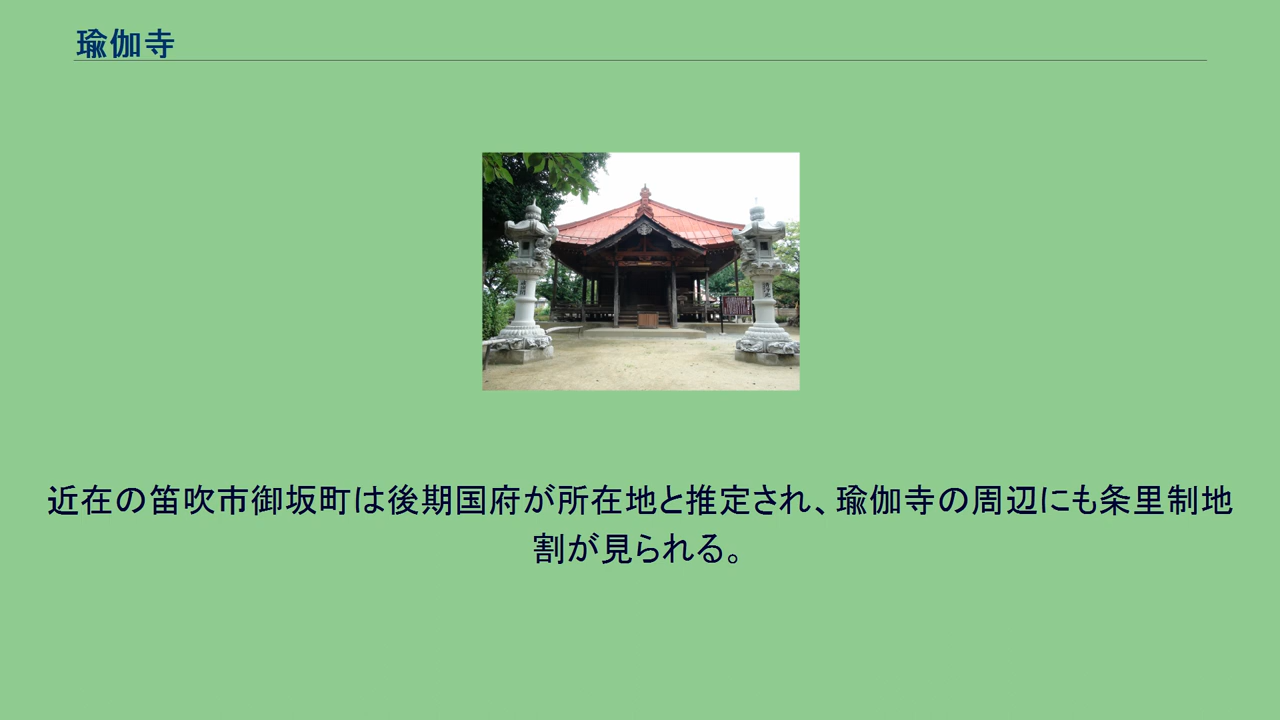 瑜伽寺
近在の笛吹市御坂町は後期国府が所在地と推定され、瑜伽寺の周辺にも条里制地
割が見られる。